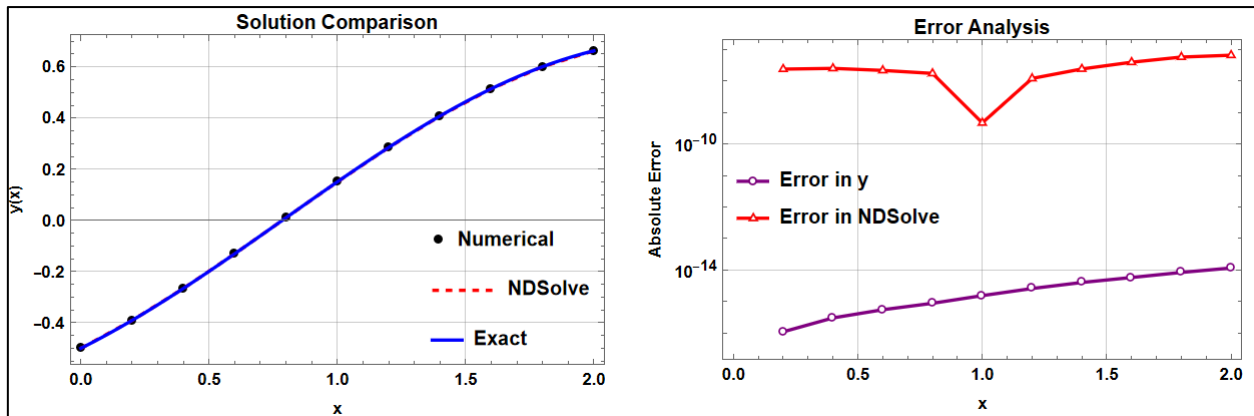 Solution Comparison
0.6
0.4
0.2
0.0
−0.2
−0.4
y(x)
Numerical
NDSolve
Exact
0.0 0.5 1.0 1.5 2.0
x
Error Analysis
10−10
10−14
Absolute Error
Error in y
Error in NDSolve
0.0 0.5 1.0 1.5 2.0
x